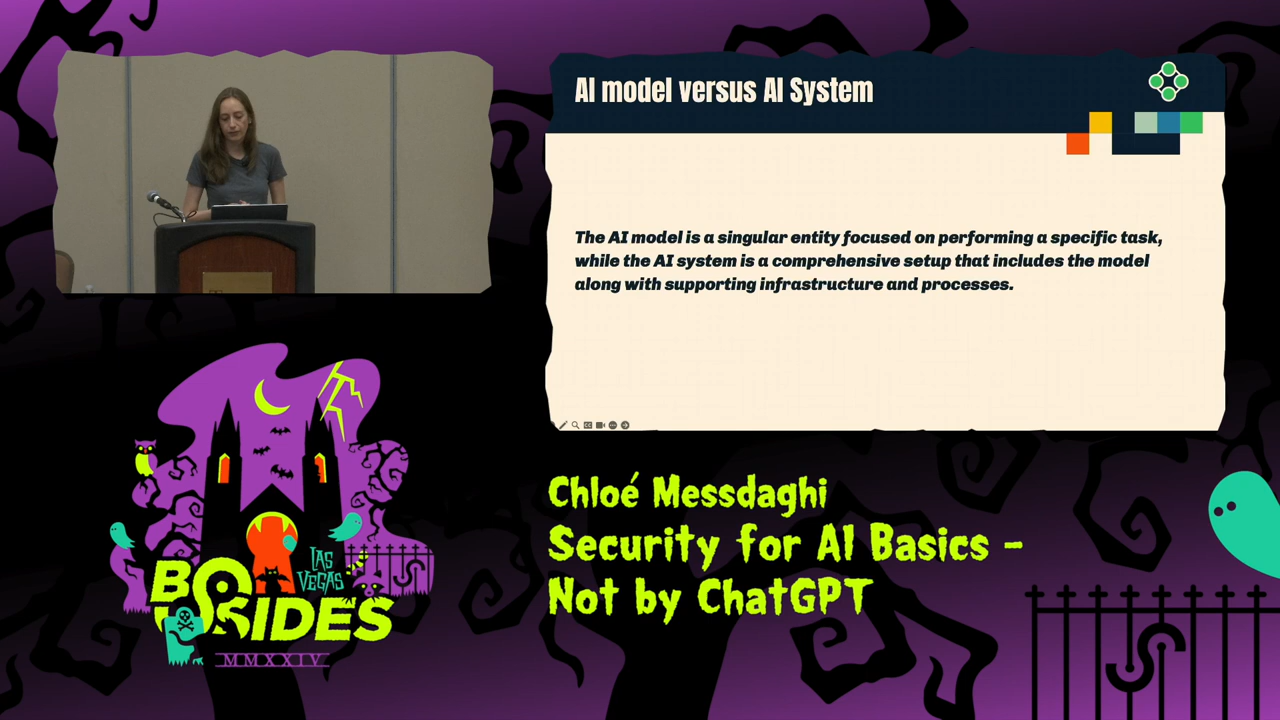 AI model versus AI System
The AI model is a singular entity focused on performing a specific task,
while the AI system is a comprehensive setup that includes the model
along with supporting infrastructure and processes.
Chloé Messdaghi
Security for AI Basics -
Not by ChatGPT
LAS
VEGAS
BSIDES
MMXXIV